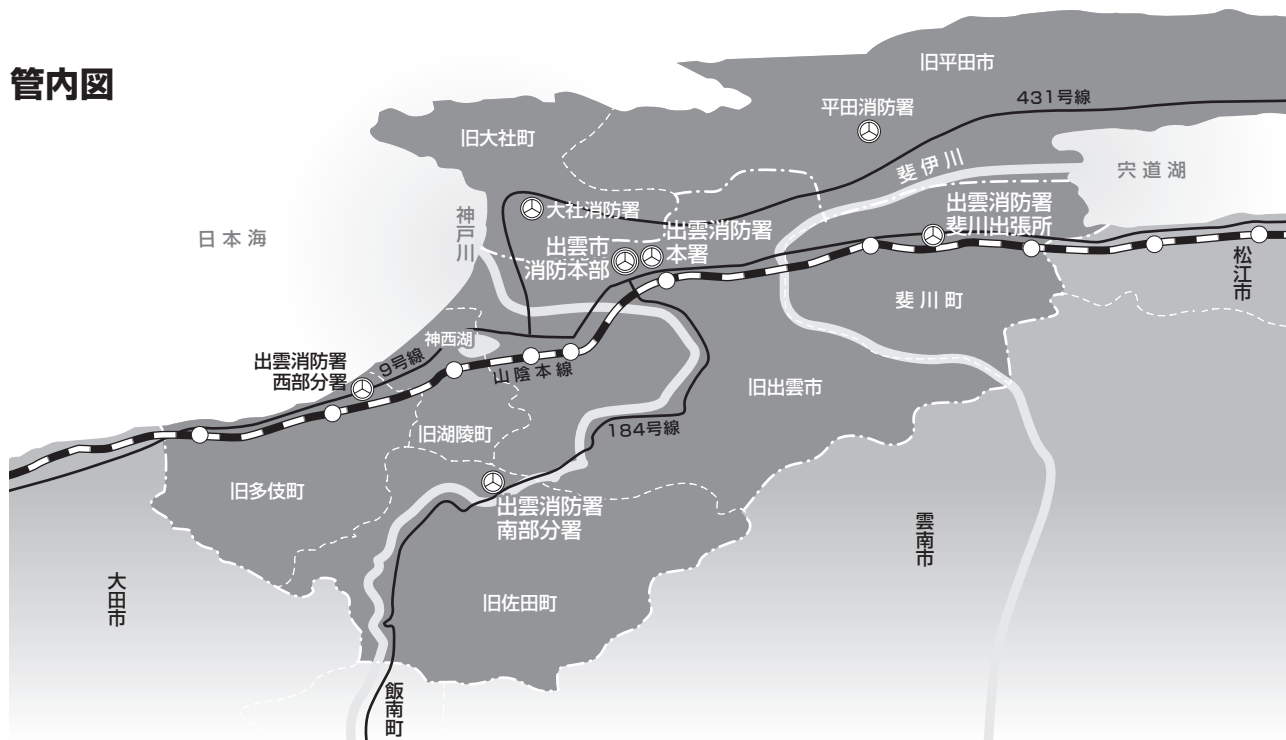 管内図
旧平田市
431号線
平田消防署
旧大社町
斐伊川
宍道湖
大社消防署
神戸川
日本海
出雲消防署
本署
出雲市
消防本部
出雲消防署
斐川出張所
松江市
斐川町
神西湖
9号線
出雲消防署
西部分署
山陰本線
旧出雲市
184号線
旧湖陵町
旧多伎町
出雲消防署
南部分署
雲南市
大田市
旧佐田町
飯南町